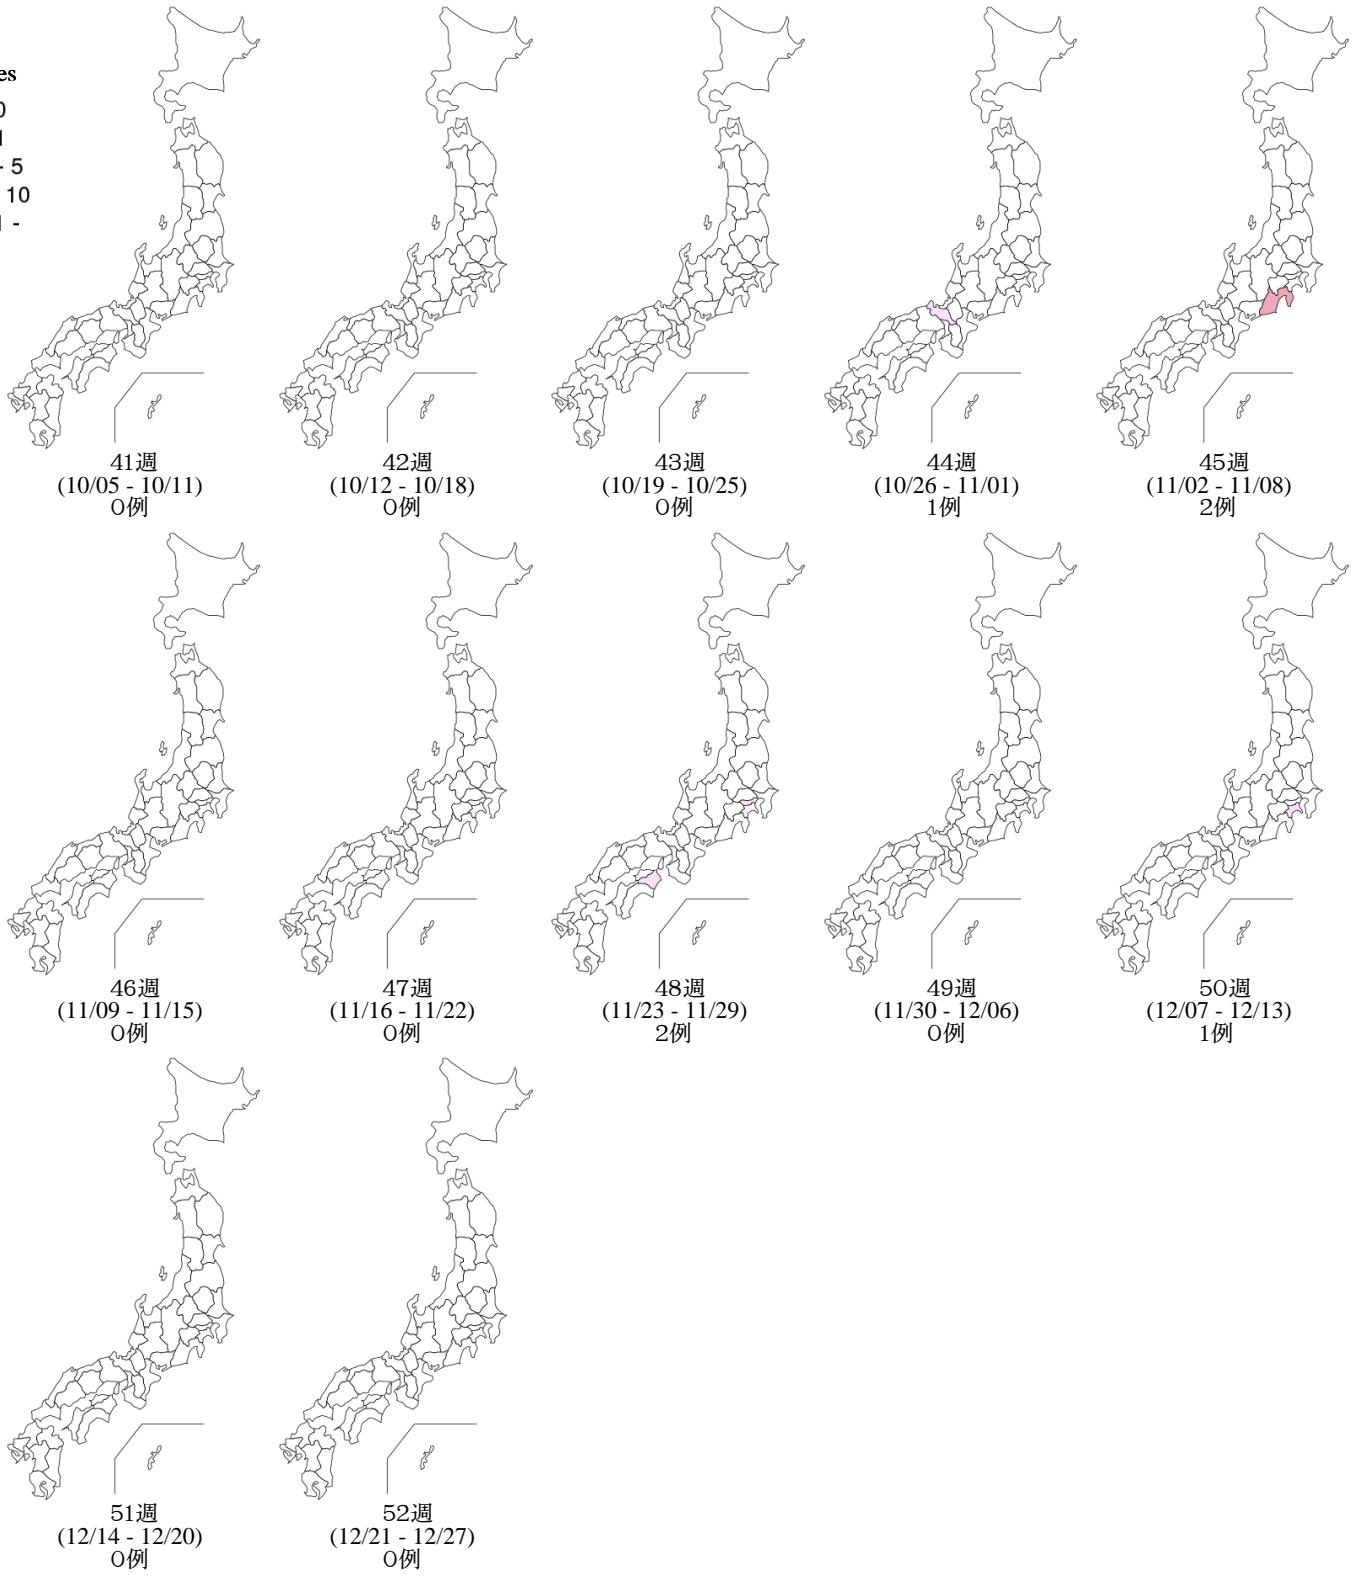 es
0
1
- 5
10
1 -
41週
(10/05 - 10/11)
0例
42週
(10/12 - 10/18)
0例
43週
(10/19 - 10/25)
0例
44週
(10/26 - 11/01)
1例
45週
(11/02 - 11/08)
2例
46週
(11/09 - 11/15)
0例
47週
(11/16 - 11/22)
0例
48週
(11/23 - 11/29)
2例
49週
(11/30 - 12/06)
0例
50週
(12/07 - 12/13)
1例
51週
(12/14 - 12/20)
0例
52週
(12/21 - 12/27)
0例